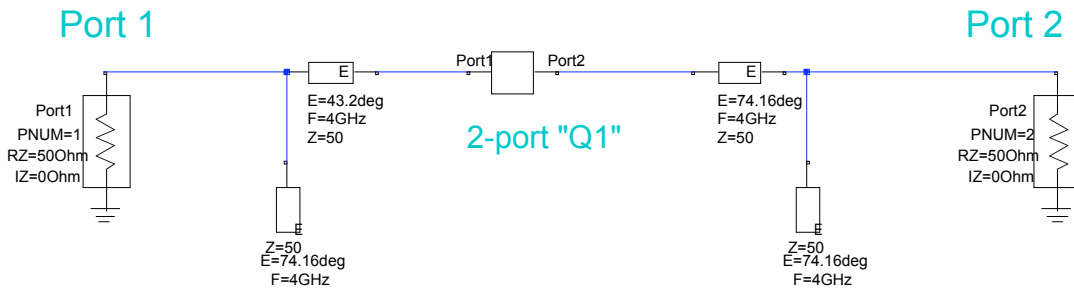 Port 1
Port 2
Port1
Port2
E
E
E=43.2deg
F=4GHz
Z=50
2-port "Q1"
E=74.16deg
F=4GHz
Z=50
Port1
PNUM=1
RZ=50Ohm
IZ=0Ohm
Port2
PNUM=2
RZ=50Ohm
IZ=0Ohm
E
Z=50
E=74.16deg
F=4GHz
E
Z=50
E=74.16deg
F=4GHz